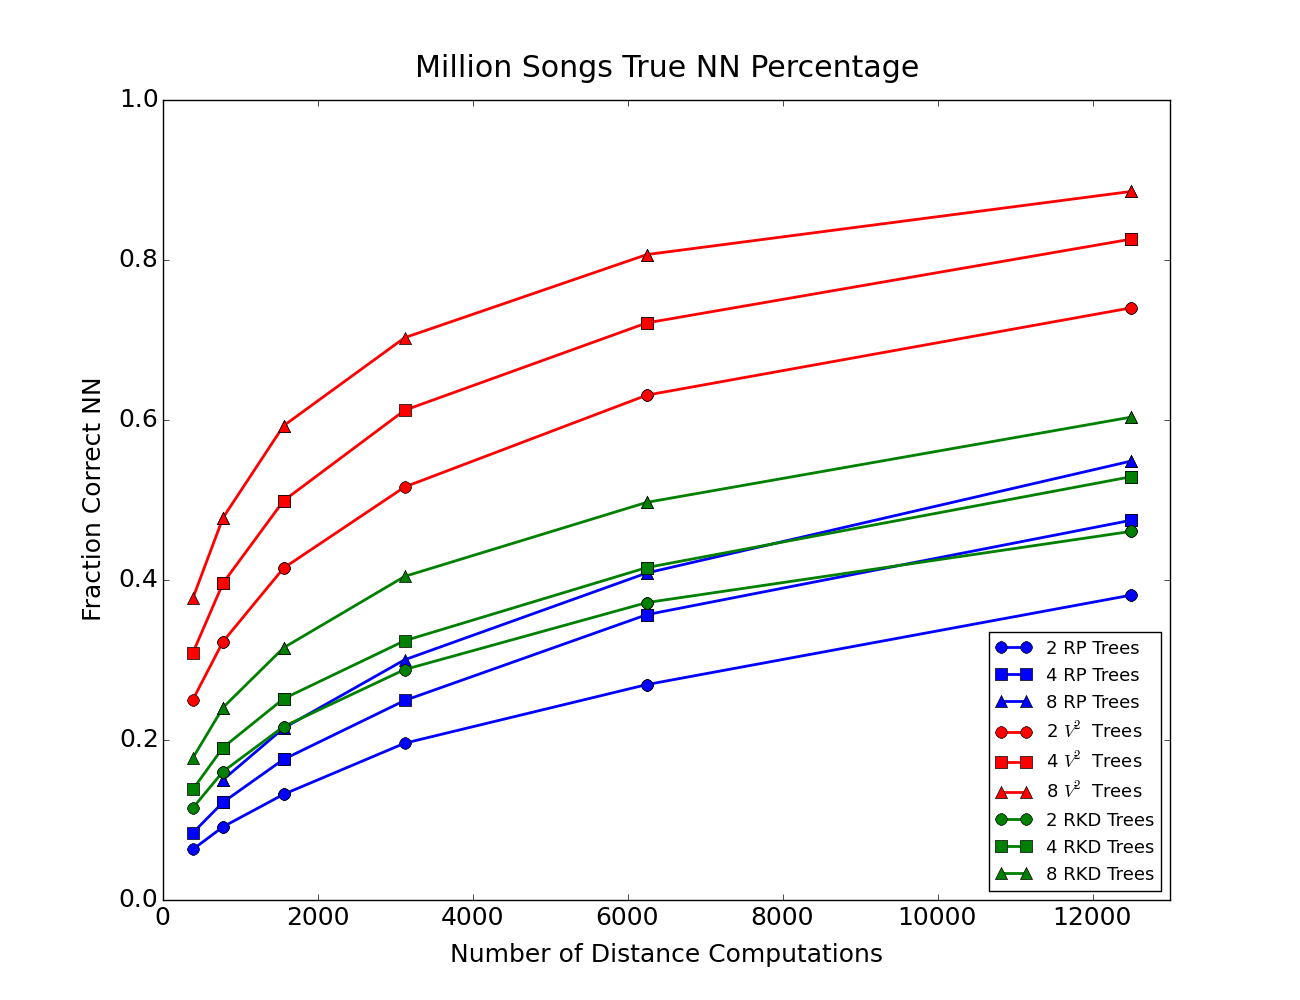 Million Songs True NN Percentage
1.0
0.8
0.6
0.4
0.2
0.0
Fraction Correct NN
0 2000 4000 6000 8000 10000 12000
Number of Distance Computations
2 RP Trees
4 RP Trees
8 RP Trees
2 V² Trees
4 V² Trees
8 V² Trees
2 RKD Trees
4 RKD Trees
8 RKD Trees